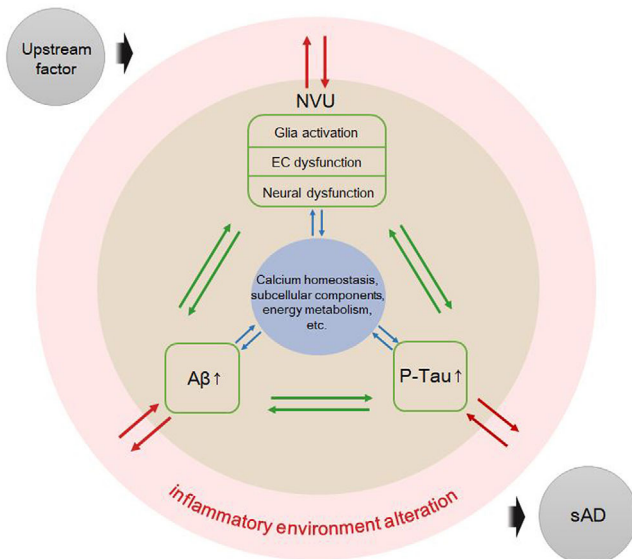 Upstream
factor
NVU
Glia activation
EC dysfunction
Neural dysfunction
Calcium homeostasis,
subcellular components,
energy metabolism,
etc.
Aβ↑
P-Tau↑
inflammatory environment alteration
sAD